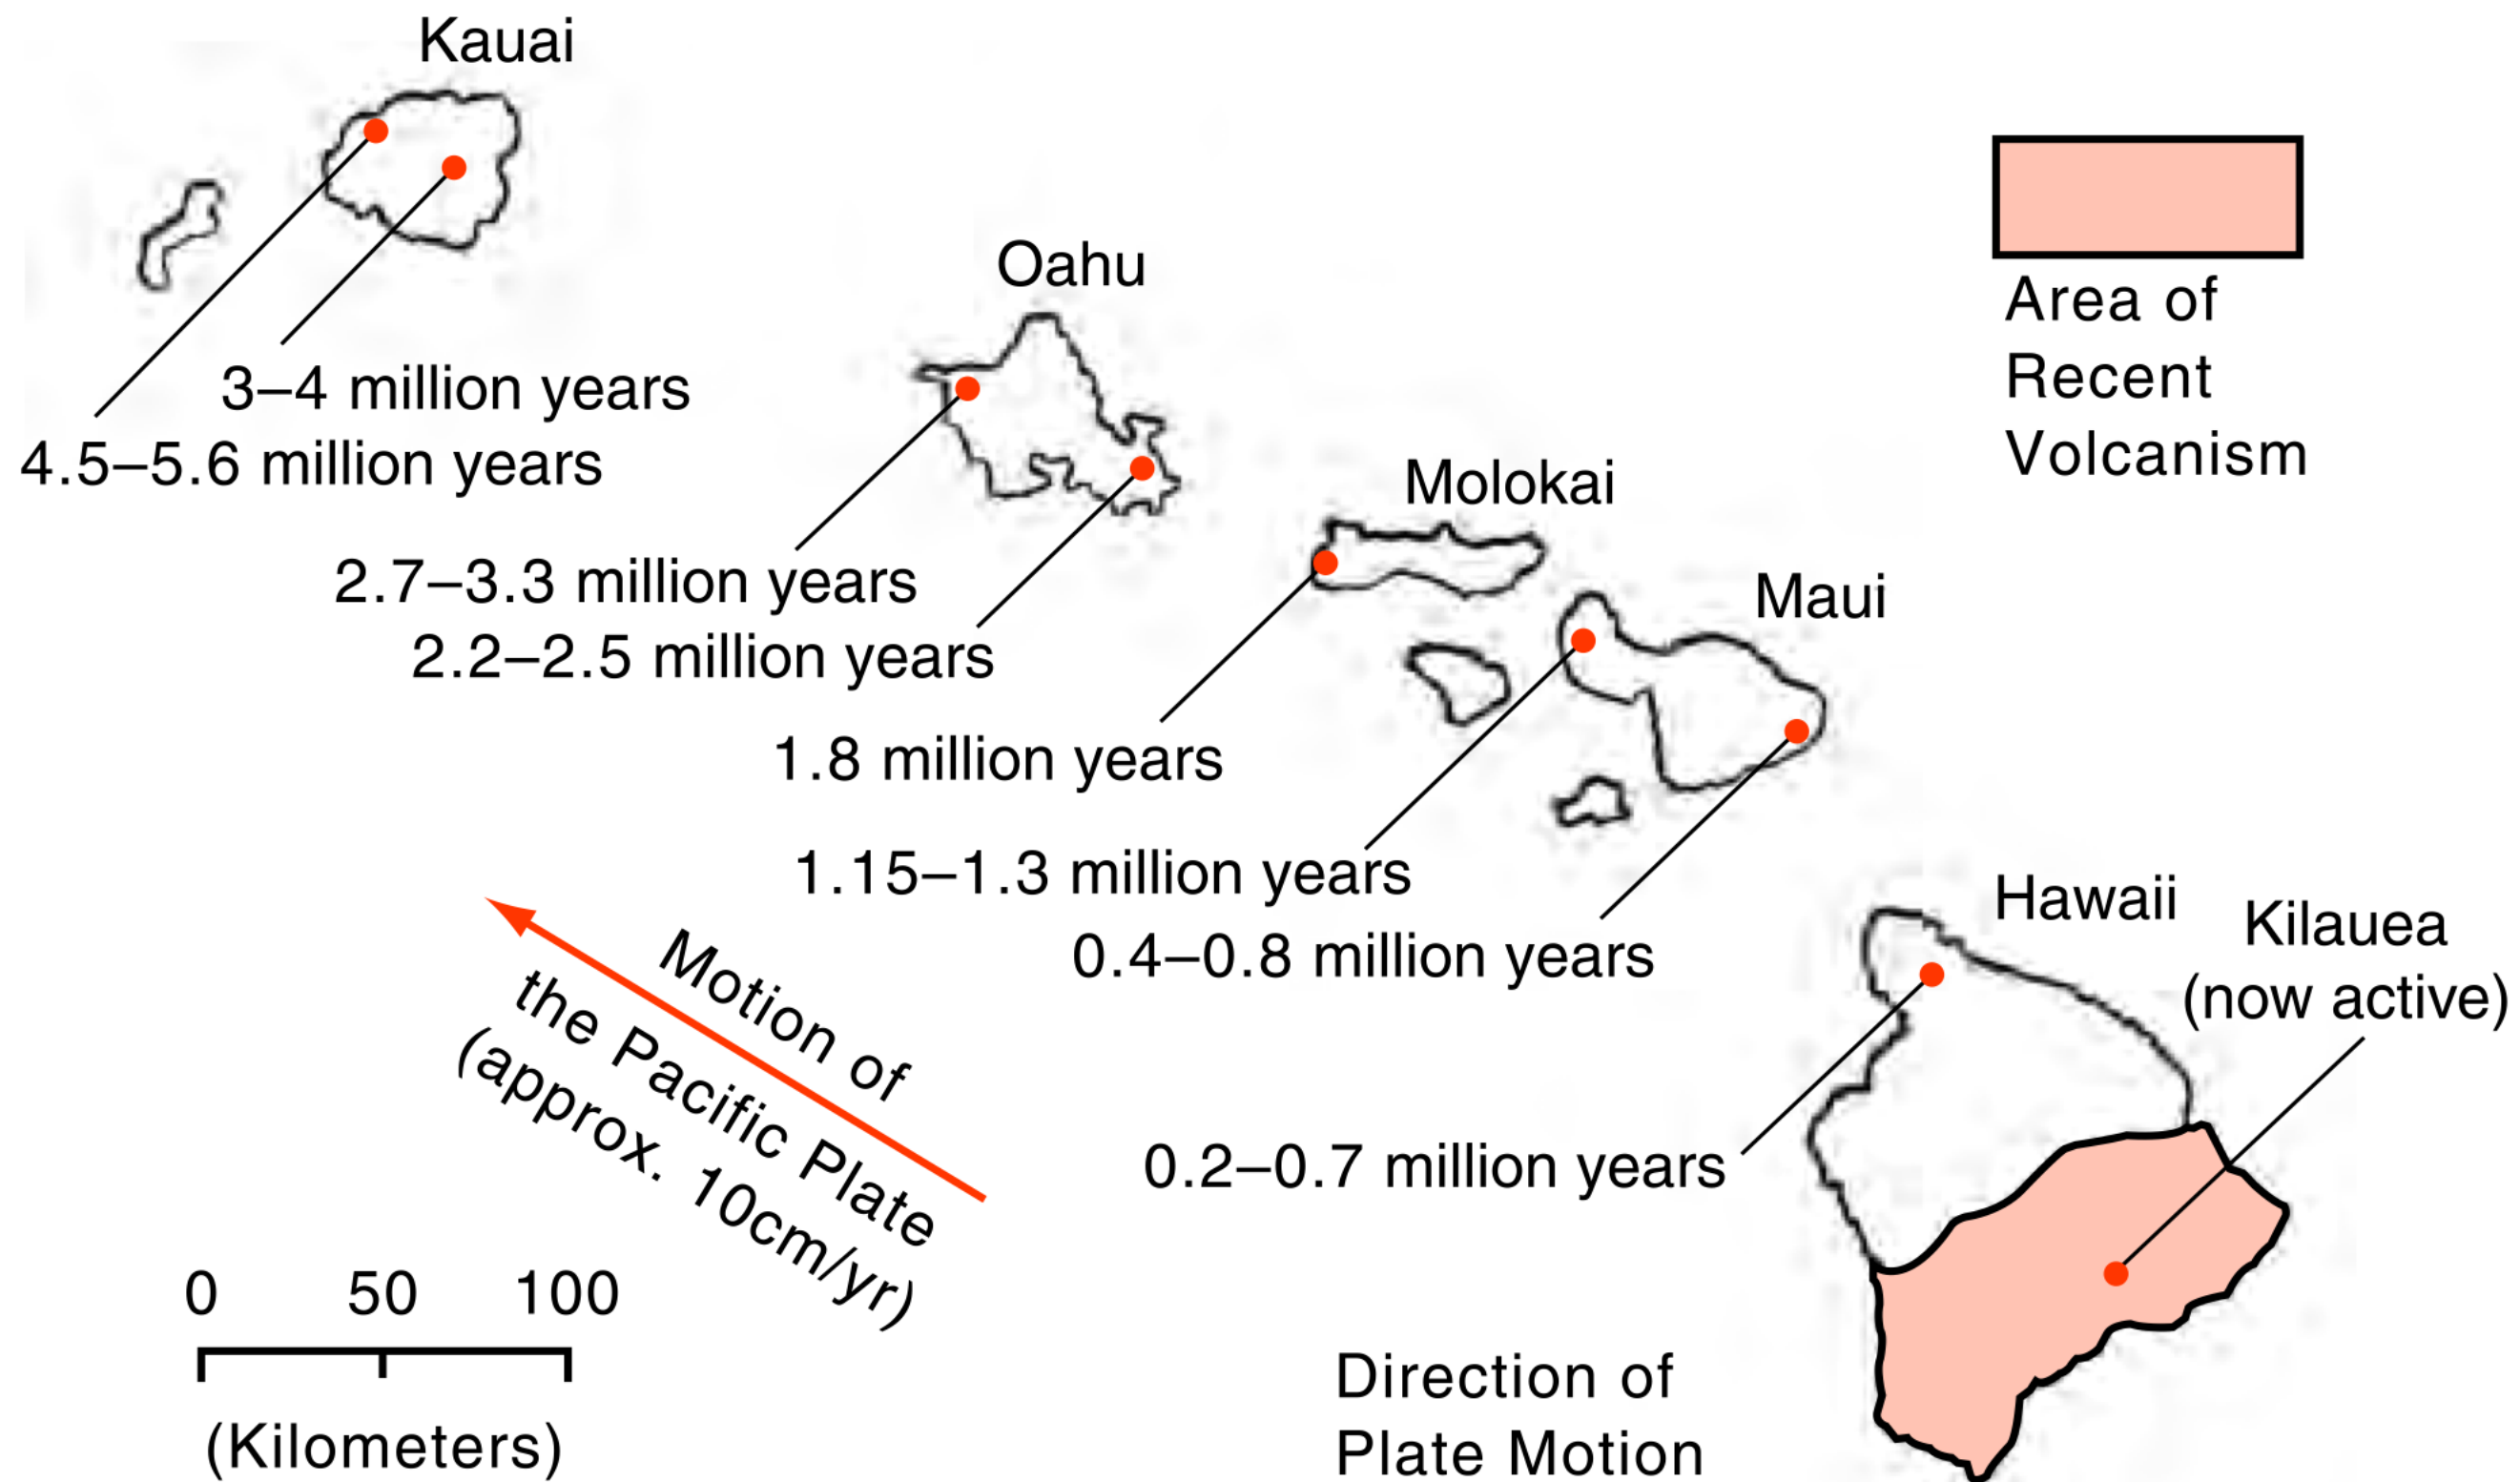 Kauai
3–4 million years
4.5–5.6 million years
Oahu
2.7–3.3 million years
2.2–2.5 million years
Molokai
1.8 million years
Maui
1.15–1.3 million years
0.4–0.8 million years
Hawaii
Kilauea
(now active)
0.2–0.7 million years
Area of
Recent
Volcanism
Motion of
the Pacific Plate
(approx. 10cm/yr)
0 50 100
(Kilometers)
Direction of
Plate Motion